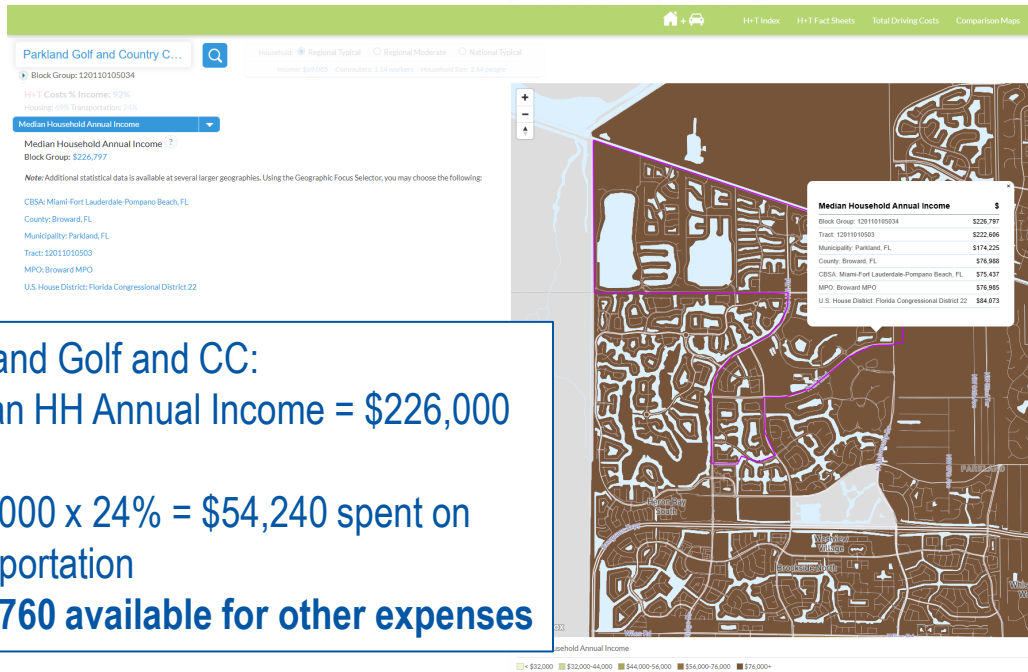 H+T Index H+T Fact Sheets Total Driving Costs Comparison Maps
Parkland Golf and Country C...
Household: Regional Typical Regional Moderate National Typical
Commuters: 1.14 workers Household Size: 2.64 people
Block Group: 120110105034
H+T Costs % Income: 92%
Housing: 69% Transportation: 24%
Median Household Annual Income
Median Household Annual Income ?
Block Group: $226,797
Note: Additional statistical data is available at several larger geographies. Using the Geographic Focus Selector, you may choose the following:
CBSA: Miami-Fort Lauderdale-Pompano Beach, FL
County: Broward, FL
Municipality: Parkland, FL
Tract: 12011010503
MPO: Broward MPO
U.S. House District: Florida Congressional District 22
and Golf and CC:
an HH Annual Income = $226,000
000 x 24% = $54,240 spent on
portation
760 available for other expenses
+
−
Median Household Annual Income $
Block Group: 120110105034 $226,797
Tract: 12011010503 $222,606
Municipality: Parkland, FL $174,225
County: Broward, FL $76,988
CBSA: Miami-Fort Lauderdale-Pompano Beach, FL $75,437
MPO: Broward MPO $76,985
U.S. House District: Florida Congressional District 22 $84,073
PARKLAND
Heron Bay
South
Westview
Village
Brookside North
Wiles Rd
usehold Annual Income
< $32,000 $32,000-44,000 $44,000-56,000 $56,000-76,000 $76,000+